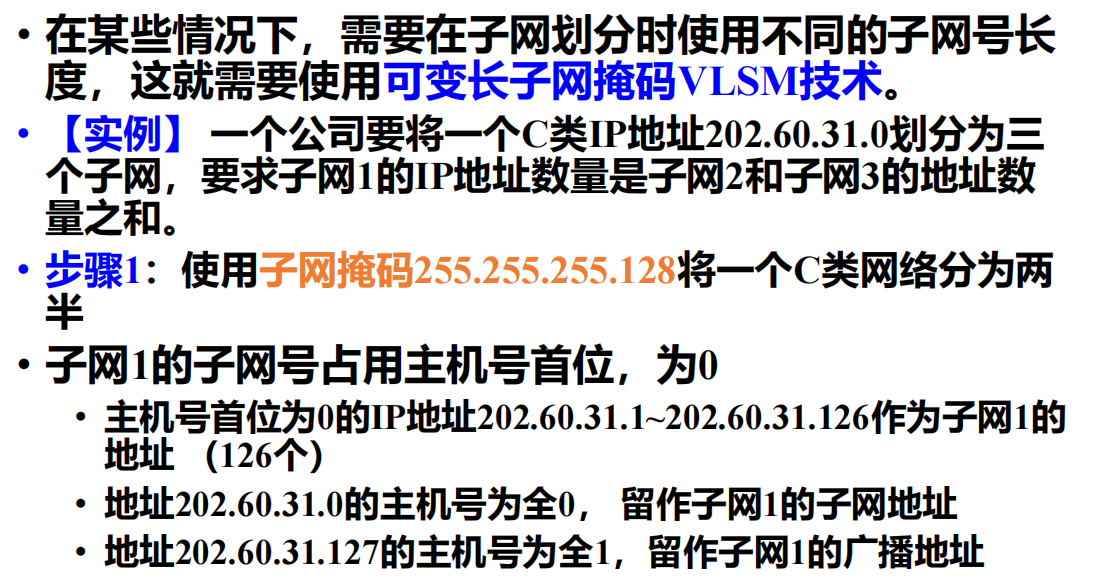 • 在某些情况下，需要在子网划分时使用不同的子网号长
度，这就需要使用可变长子网掩码VLSM技术。
• 【实例】 一个公司要将一个C类IP地址202.60.31.0划分为三
个子网，要求子网1的IP地址数量是子网2和子网3的地址数
量之和。
• 步骤1：使用子网掩码255.255.255.128将一个C类网络分为两
半
• 子网1的子网号占用主机号首位，为0
• 主机号首位为0的IP地址202.60.31.1~202.60.31.126作为子网1的
地址 （126个）
• 地址202.60.31.0的主机号为全0， 留作子网1的子网地址
• 地址202.60.31.127的主机号为全1，留作子网1的广播地址